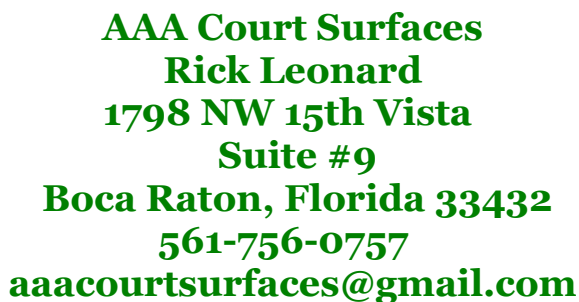 AAA Court Surfaces
Rick Leonard
1798 NW 15th Vista
Suite #9
Boca Raton, Florida 33432
561-756-0757
aaacourtsurfaces@gmail.com